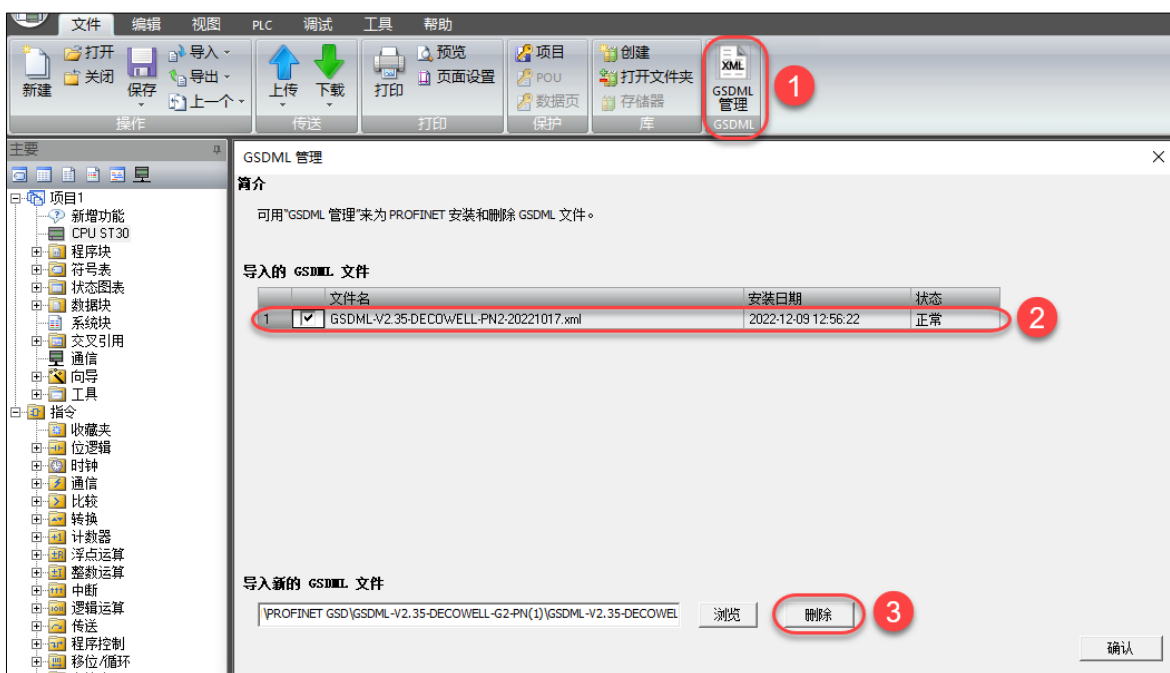 文件 编辑 视图 PLC 调试 工具 帮助
新建 打开 关闭 保存 导入 导出 上一个 上传 下载 打印 预览 页面设置 项目 POU 数据页 创建 打开文件夹 存储器 XML GSDML 管理 1
操作 传送 打印 保护 库 GSDML
主要
项目1
新增功能
CPU ST30
程序块
符号表
状态图表
数据块
系统块
交叉引用
通信
向导
工具
指令
收藏夹
位逻辑
时钟
通信
比较
转换
计数器
浮点运算
整数运算
中断
逻辑运算
传送
程序控制
移位/循环
GSDML 管理
简介
可用"GSDML 管理"来为 PROFINET 安装和删除 GSDML 文件。
导入的 GSDML 文件
文件名 安装日期 状态
1 GSDML-V2.35-DECOWELL-PN2-20221017.xml 2022-12-09 12:56:22 正常 2
导入新的 GSDML 文件
\PROFINET GSD\GSDML-V2.35-DECOWELL-G2-PN(1)\GSDML-V2.35-DECOWEL 浏览 删除 3
确认